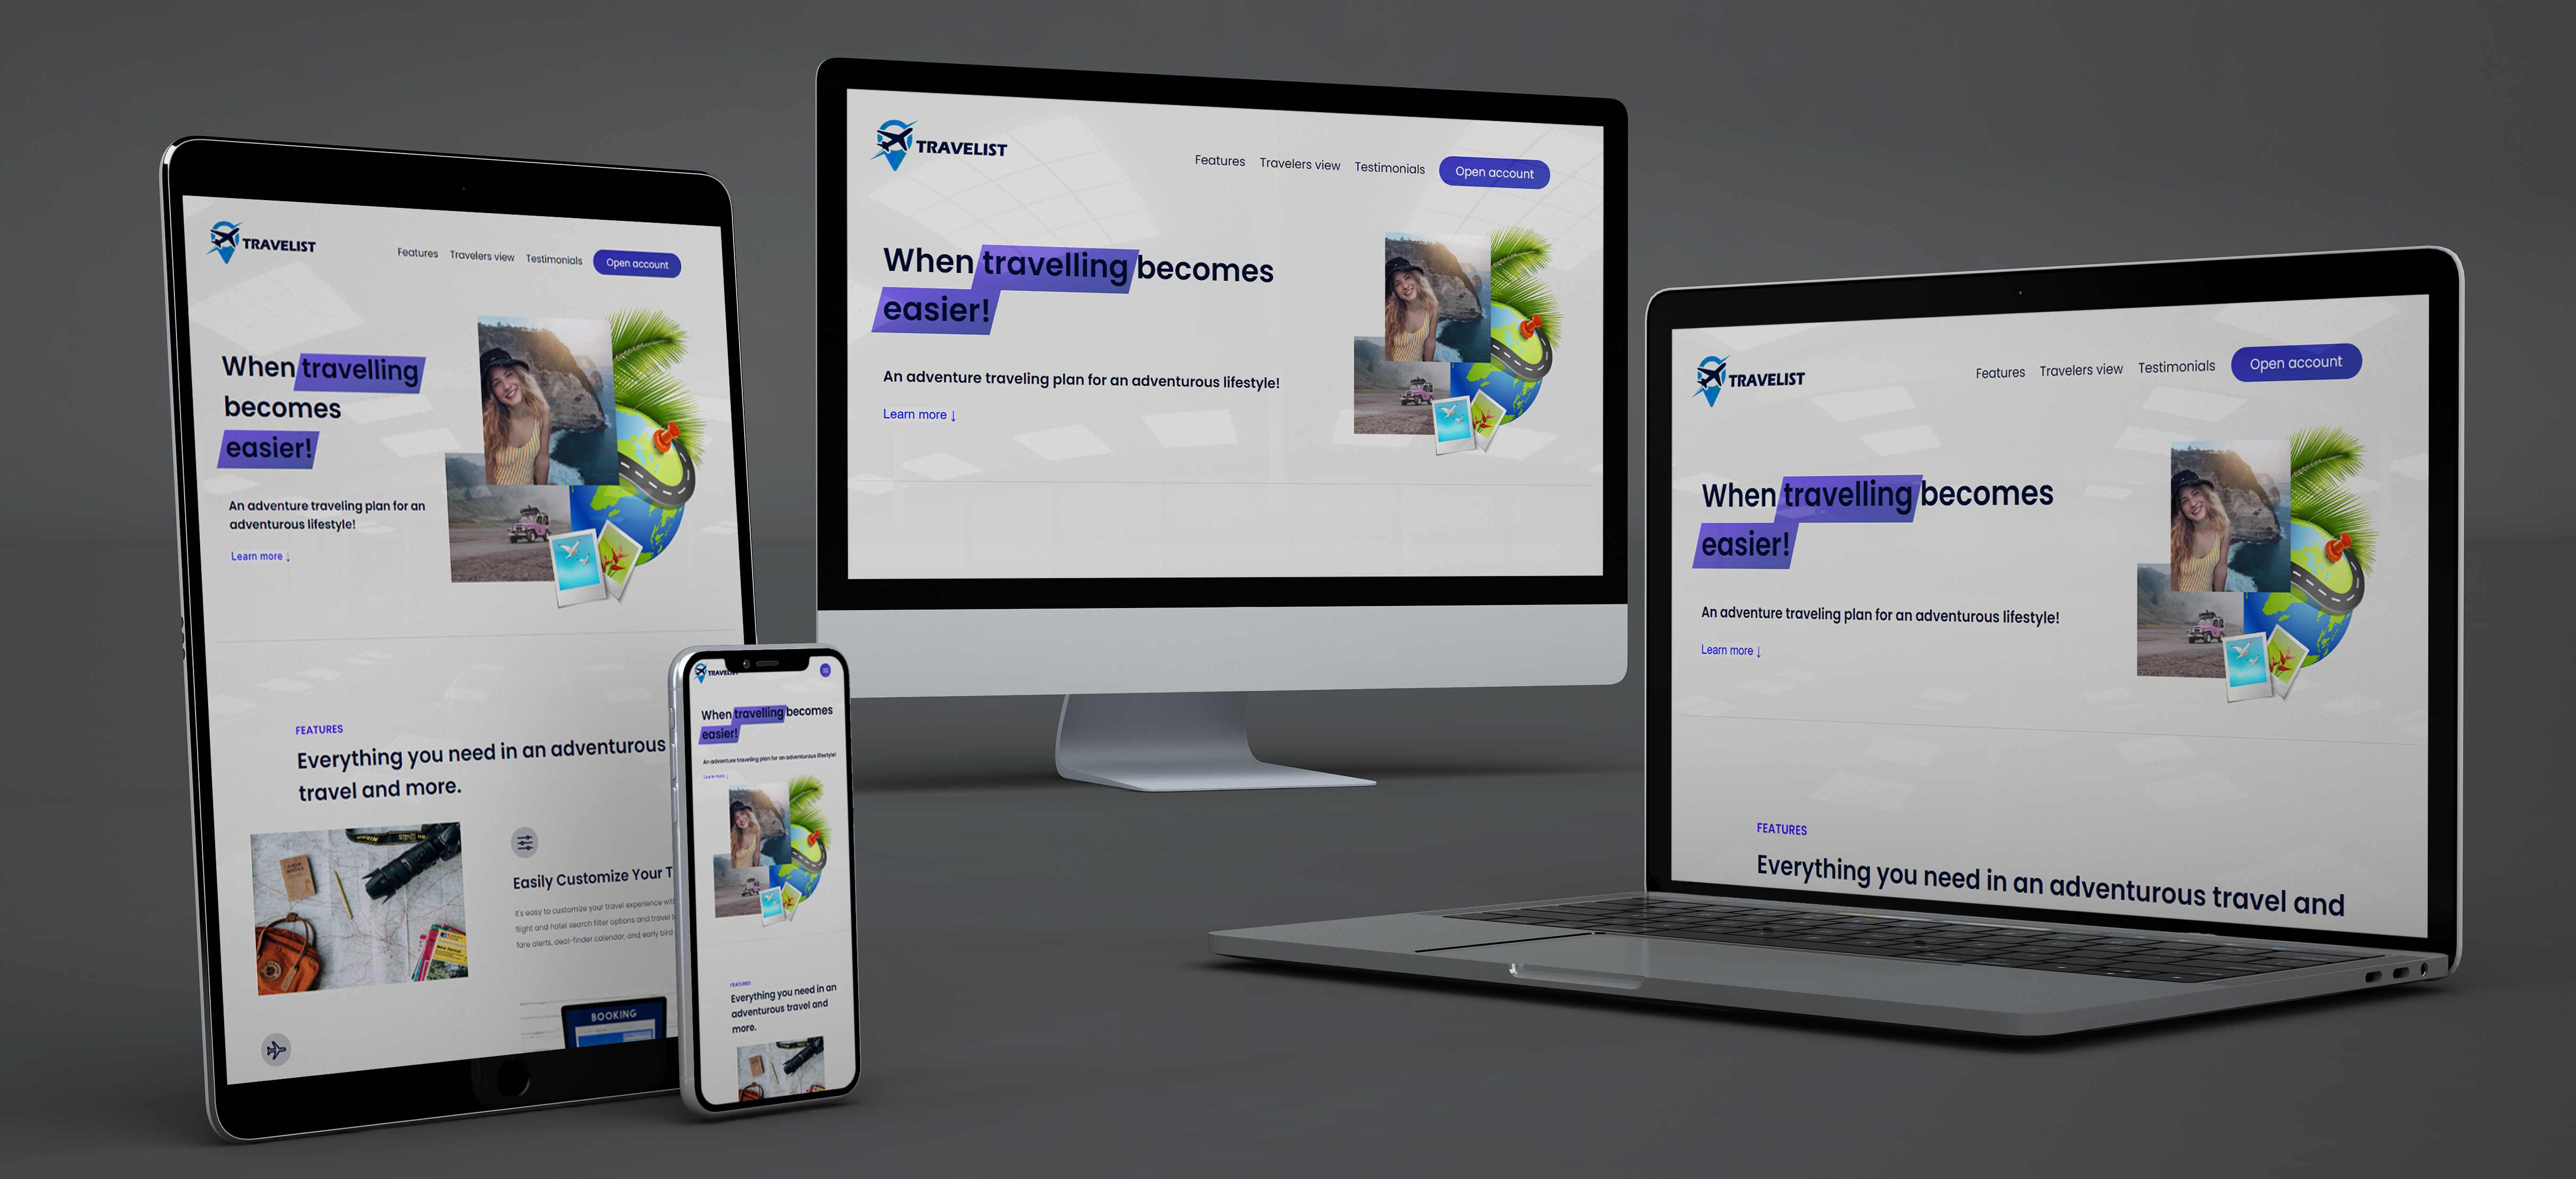 TRAVELIST
Features Travelers view Testimonials Open account
When travelling
becomes
easier!
An adventure traveling plan for an
adventurous lifestyle!
Learn more ↓
FEATURES
Everything you need in an adventurous
travel and more.
Easily Customize Your T
It's easy to customize your travel experience wit
flight and hotel search filter options and travel t
fare alerts, deal-finder calendar, and early bird
BOOKING
TRAVELIST
When travelling becomes
easier!
An adventure traveling plan for an adventurous lifestyle!
Learn more ↓
FEATURES
Everything you need in an
adventurous travel and
more.
TRAVELIST
Features Travelers view Testimonials Open account
When travelling becomes
easier!
An adventure traveling plan for an adventurous lifestyle!
Learn more ↓
TRAVELIST
Features Travelers view Testimonials Open account
When travelling becomes
easier!
An adventure traveling plan for an adventurous lifestyle!
Learn more ↓
FEATURES
Everything you need in an adventurous travel and